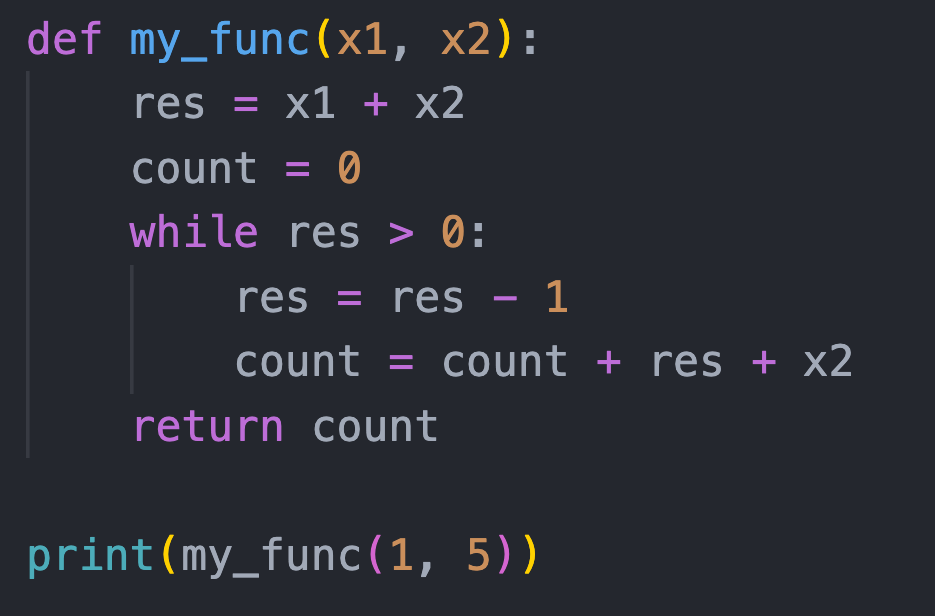 def my_func(x1, x2):
    res = x1 + x2
    count = 0
    while res > 0:
        res = res - 1
        count = count + res + x2
    return count

print(my_func(1, 5))